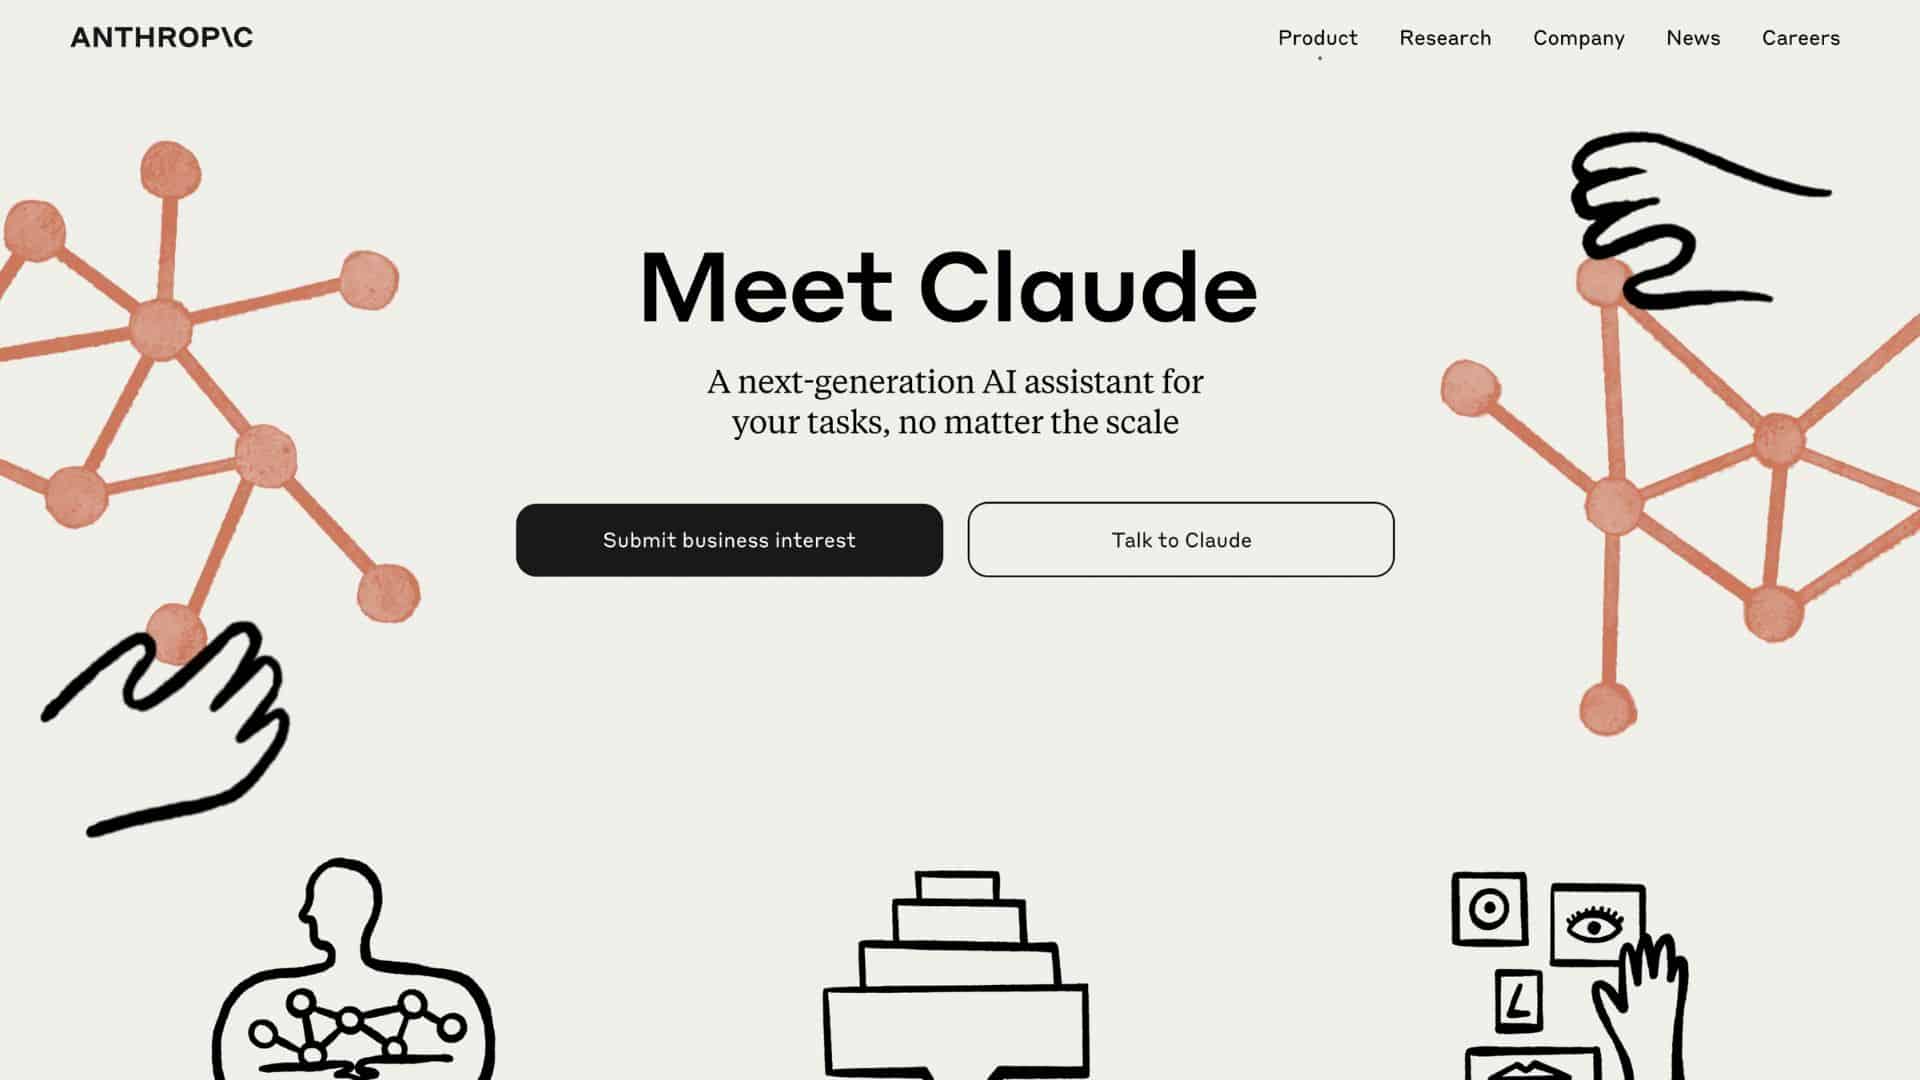 ANTHROP\C
Product
Research
Company
News
Careers
Meet Claude
A next-generation AI assistant for
your tasks, no matter the scale
Submit business interest
Talk to Claude
L